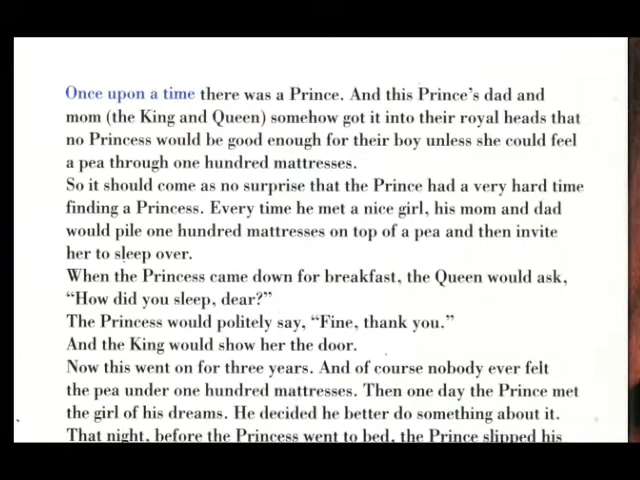 Once upon a time there was a Prince. And this Prince's dad and
mom (the King and Queen) somehow got it into their royal heads that
no Princess would be good enough for their boy unless she could feel
a pea through one hundred mattresses.
So it should come as no surprise that the Prince had a very hard time
finding a Princess. Every time he met a nice girl, his mom and dad
would pile one hundred mattresses on top of a pea and then invite
her to sleep over.
When the Princess came down for breakfast, the Queen would ask,
“How did you sleep, dear?”
The Princess would politely say, “Fine, thank you.”
And the King would show her the door.
Now this went on for three years. And of course nobody ever felt
the pea under one hundred mattresses. Then one day the Prince met
the girl of his dreams. He decided he better do something about it.
That night, before the Princess went to bed, the Prince slipped his